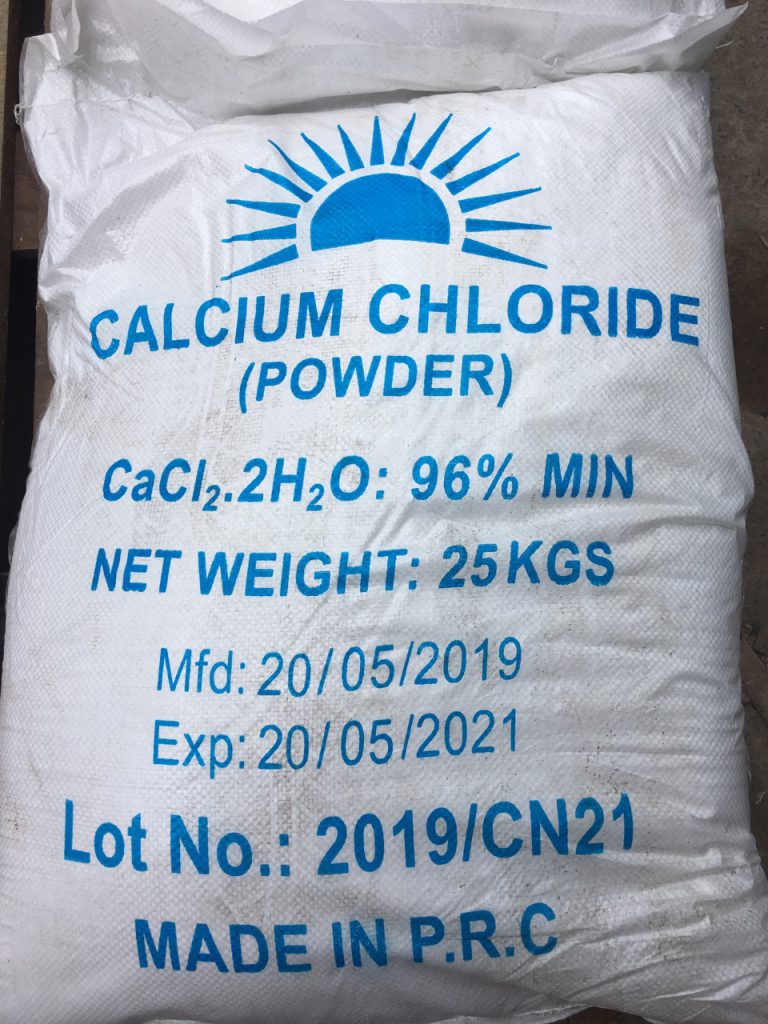 CALCIUM CHLORIDE
(POWDER)
CaCl₂.2H₂O: 96% MIN
NET WEIGHT: 25KGS
Mfd: 20/05/2019
Exp: 20/05/2021
Lot No.: 2019/CN21
MADE IN P.R.C